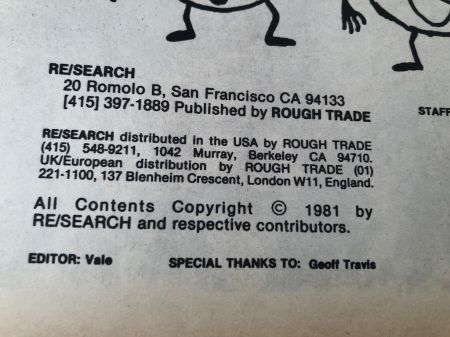 RE/SEARCH
20 Romolo B, San Francisco CA 94133
[415] 397-1889 Published by ROUGH TRADE
STAFF
RE/SEARCH distributed in the USA by ROUGH TRADE
(415) 548-9211, 1042 Murray, Berkeley CA 94710.
UK/European distribution by ROUGH TRADE (01)
221-1100, 137 Blenheim Crescent, London W11, England.
All Contents Copyright © 1981 by
RE/SEARCH and respective contributors.
EDITOR: Vale
SPECIAL THANKS TO: Geoff Travis